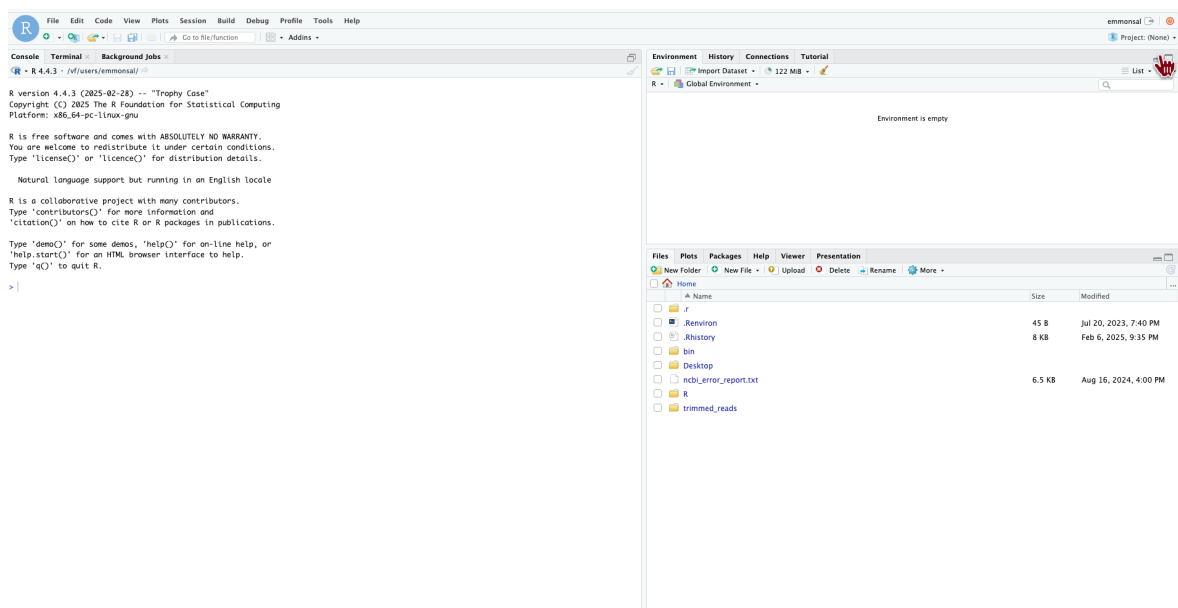 R
File Edit Code View Plots Session Build Debug Profile Tools Help
emmonsal
Go to file/function
Addins
Project: (None)
Console Terminal Background Jobs
R R 4.4.3 · /vf/users/emmonsal/
R version 4.4.3 (2025-02-28) -- "Trophy Case"
Copyright (C) 2025 The R Foundation for Statistical Computing
Platform: x86_64-pc-linux-gnu
R is free software and comes with ABSOLUTELY NO WARRANTY.
You are welcome to redistribute it under certain conditions.
Type 'license()' or 'licence()' for distribution details.
Natural language support but running in an English locale
R is a collaborative project with many contributors.
Type 'contributors()' for more information and
'citation()' on how to cite R or R packages in publications.
Type 'demo()' for some demos, 'help()' for on-line help, or
'help.start()' for an HTML browser interface to help.
Type 'q()' to quit R.
>
Environment History Connections Tutorial
Import Dataset 122 MiB List
R Global Environment
Environment is empty
Files Plots Packages Help Viewer Presentation
New Folder New File Upload Delete Rename More
Home ...
Name Size Modified
.r
.Renviron 45 B Jul 20, 2023, 7:40 PM
.Rhistory 8 KB Feb 6, 2025, 9:35 PM
bin
Desktop
ncbi_error_report.txt 6.5 KB Aug 16, 2024, 4:00 PM
R
trimmed_reads